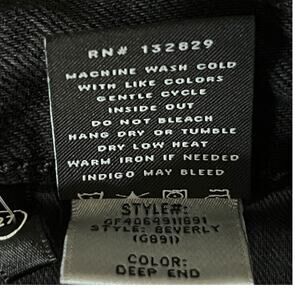 RN# 132829
MACHINE WASH COLD
WITH LIKE COLORS
GENTLE CYCLE
INSIDE OUT
DO NOT BLEACH
HANG DRY OR TUMBLE
DRY LOW HEAT
WARM IRON IF NEEDED
INDIGO MAY BLEED
STYLE#:
GF4064911891
STYLE: BEVERLY
(G891)
COLOR:
DEEP END